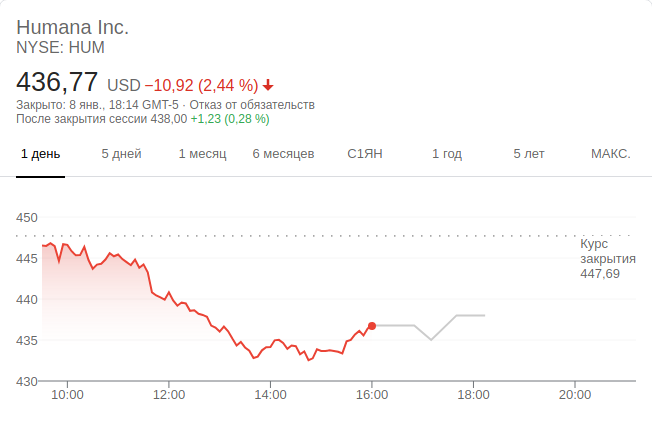 Humana Inc.
NYSE: HUM
436,77 USD −10,92 (2,44 %)
Закрыто: 8 янв., 18:14 GMT-5 · Отказ от обязательств
После закрытия сессии 438,00 +1,23 (0,28 %)
1 день 5 дней 1 месяц 6 месяцев С1ЯН 1 год 5 лет МАКС.
450
Курс
закрытия
447,69
445
440
435
430
10:00 12:00 14:00 16:00 18:00 20:00